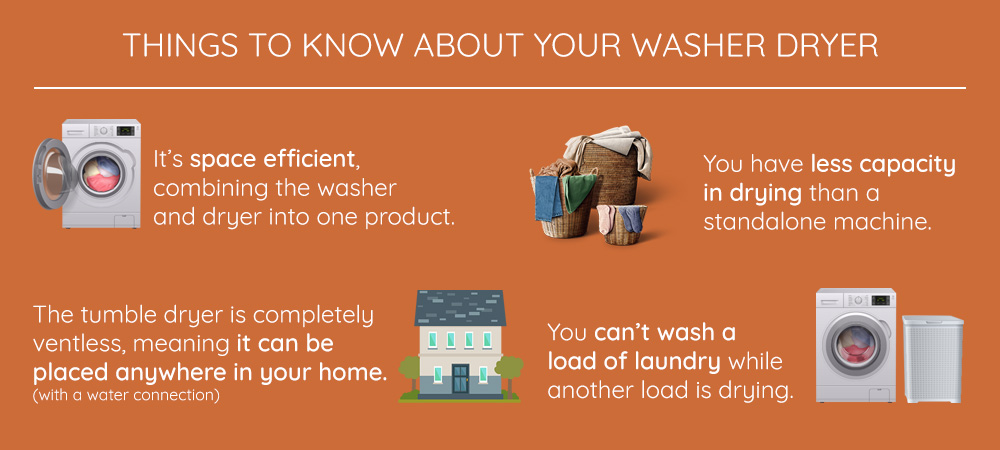 THINGS TO KNOW ABOUT YOUR WASHER DRYER
It's space efficient,
combining the washer
and dryer into one product.
You have less capacity
in drying than a
standalone machine.
The tumble dryer is completely
ventless, meaning it can be
placed anywhere in your home.
(with a water connection)
You can't wash a
load of laundry while
another load is drying.